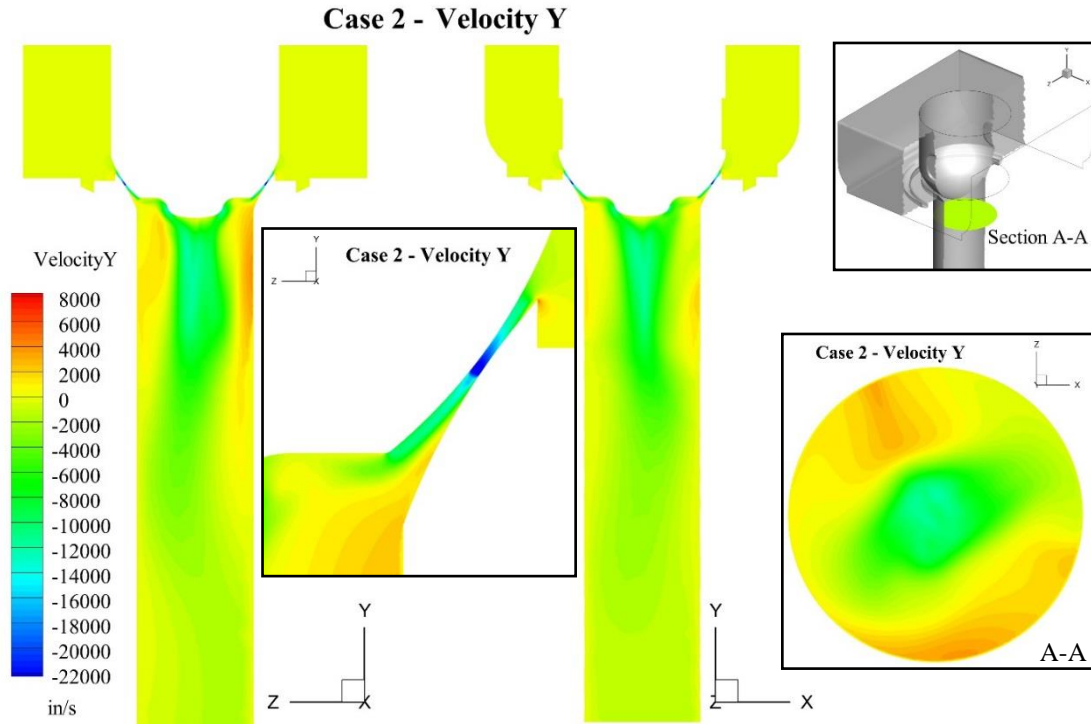 Case 2 - Velocity Y
Y
Z
X
Section A-A
VelocityY
8000
6000
4000
2000
0
-2000
-4000
-6000
-8000
-10000
-12000
-14000
-16000
-18000
-20000
-22000
in/s
Case 2 - Velocity Y
Y
Z
X
Case 2 - Velocity Y
Z
Y
X
A-A
Y
Z
X
Y
Z
X